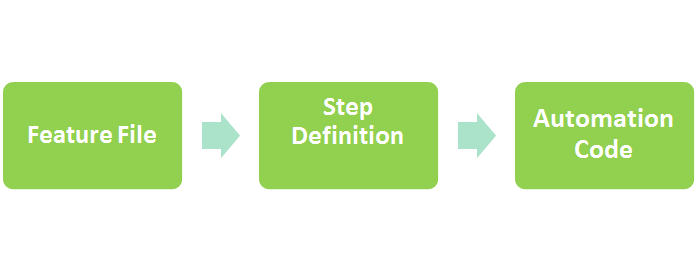 Feature File
Step
Definition
Automation
Code